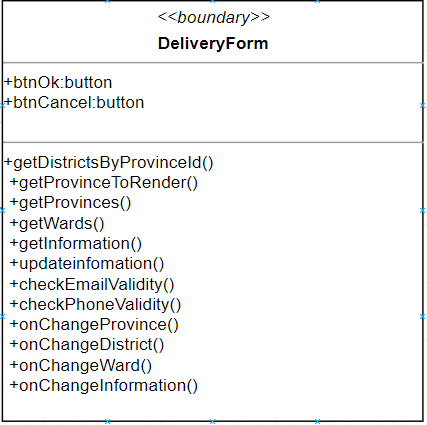 <<boundary>>
DeliveryForm
+btnOk:button
+btnCancel:button
+getDistrictsByProvinceId()
+getProvinceToRender()
+getProvinces()
+getWards()
+getInformation()
+updateinfomation()
+checkEmailValidity()
+checkPhoneValidity()
+onChangeProvince()
+onChangeDistrict()
+onChangeWard()
+onChangeInformation()